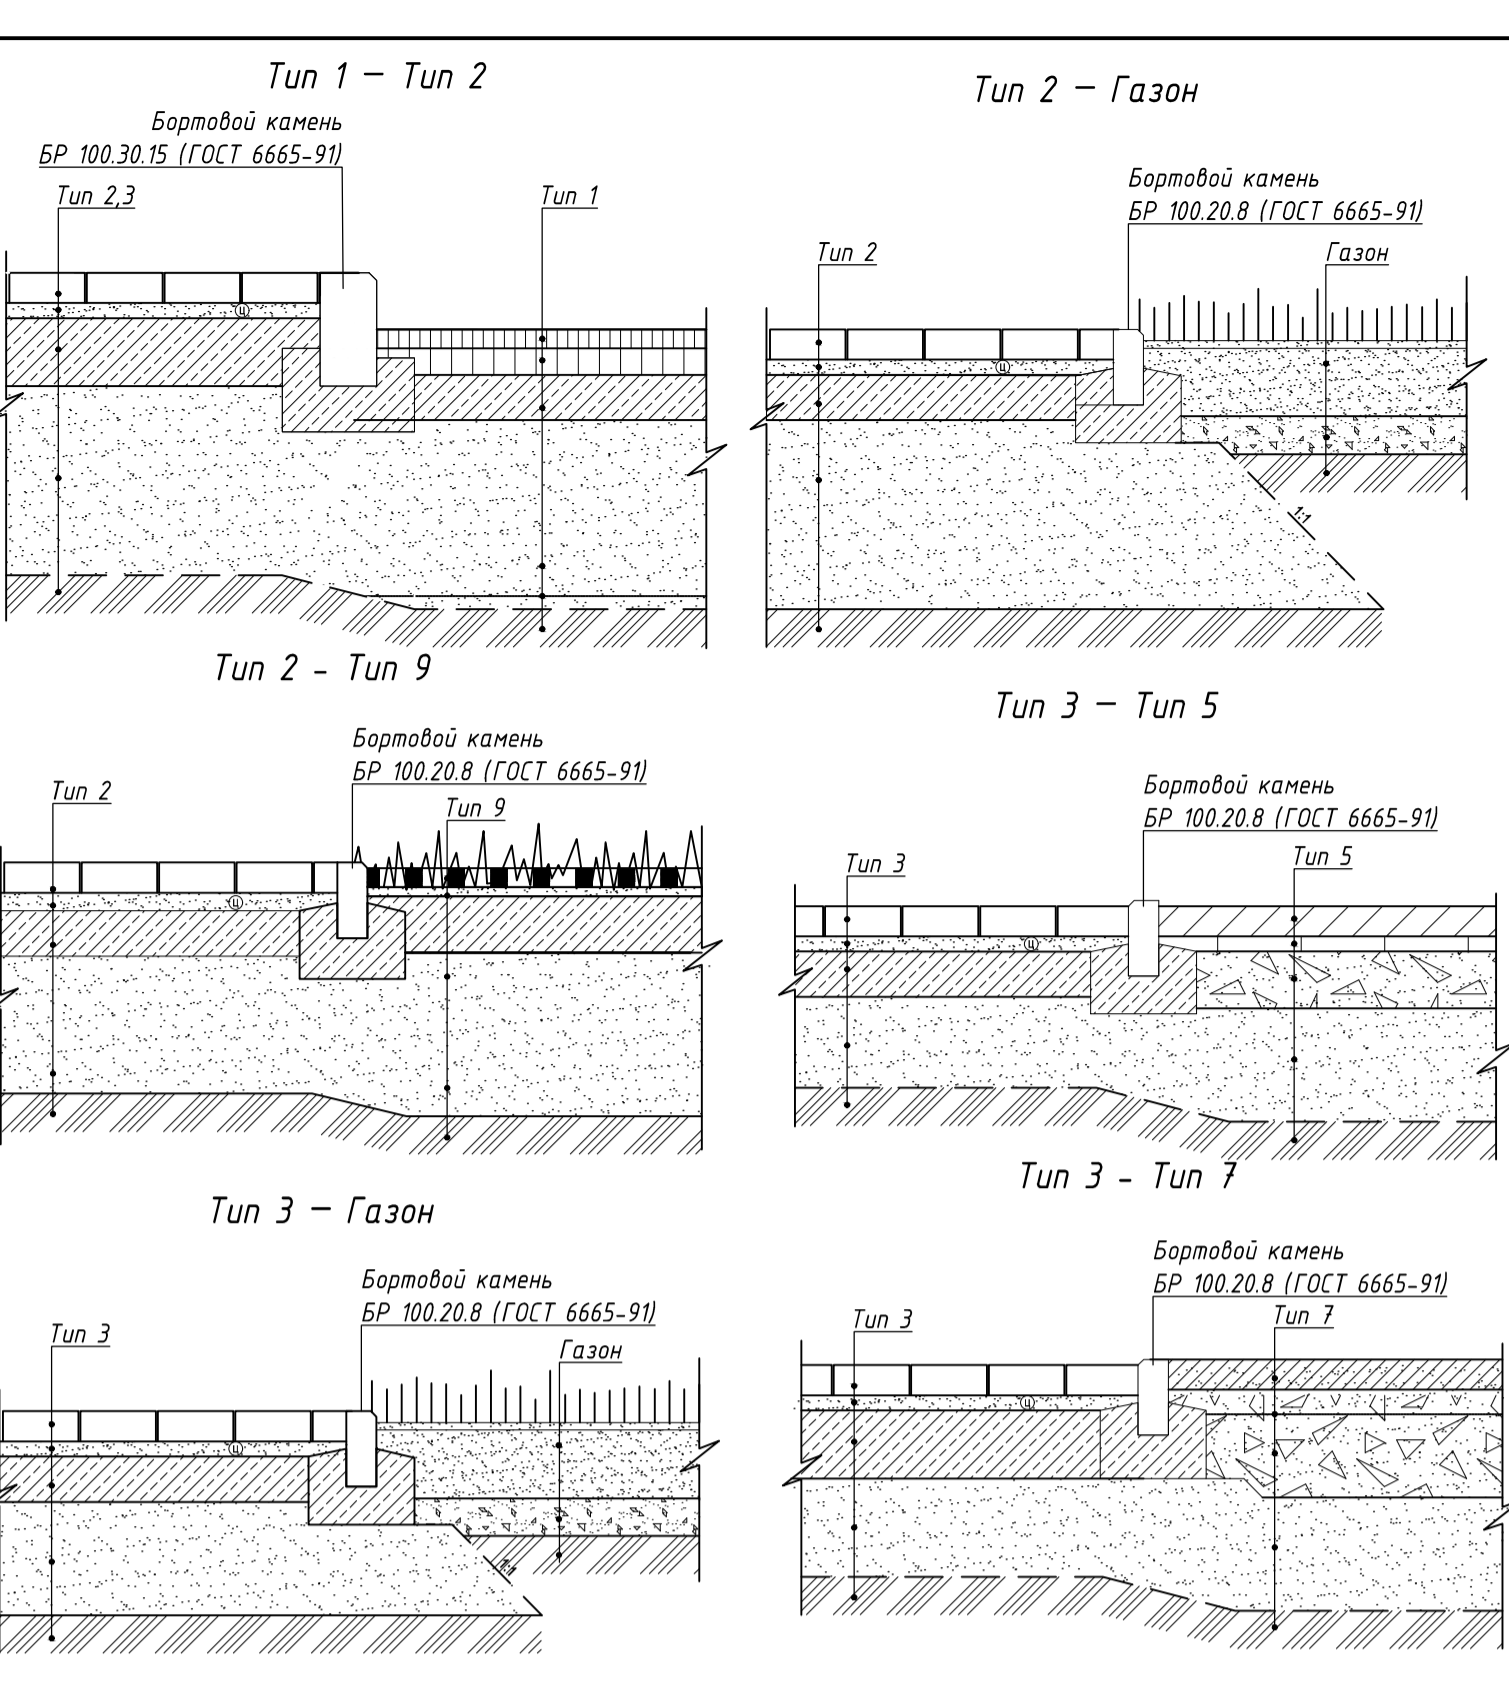 Тип 1 – Тип 2
Бортовой камень
БР 100.30.15 (ГОСТ 6665-91)
Тип 2,3
Тип 1
ц
Тип 2 – Газон
Бортовой камень
БР 100.20.8 (ГОСТ 6665-91)
Тип 2
Газон
ц
1:1
Тип 2 - Тип 9
Бортовой камень
БР 100.20.8 (ГОСТ 6665-91)
Тип 2
Тип 9
ц
Тип 3 – Тип 5
Бортовой камень
БР 100.20.8 (ГОСТ 6665-91)
Тип 3
Тип 5
ц
Тип 3 – Газон
Бортовой камень
БР 100.20.8 (ГОСТ 6665-91)
Тип 3
Газон
ц
1:1
Тип 3 - Тип 7
Бортовой камень
БР 100.20.8 (ГОСТ 6665-91)
Тип 3
Тип 7
ц